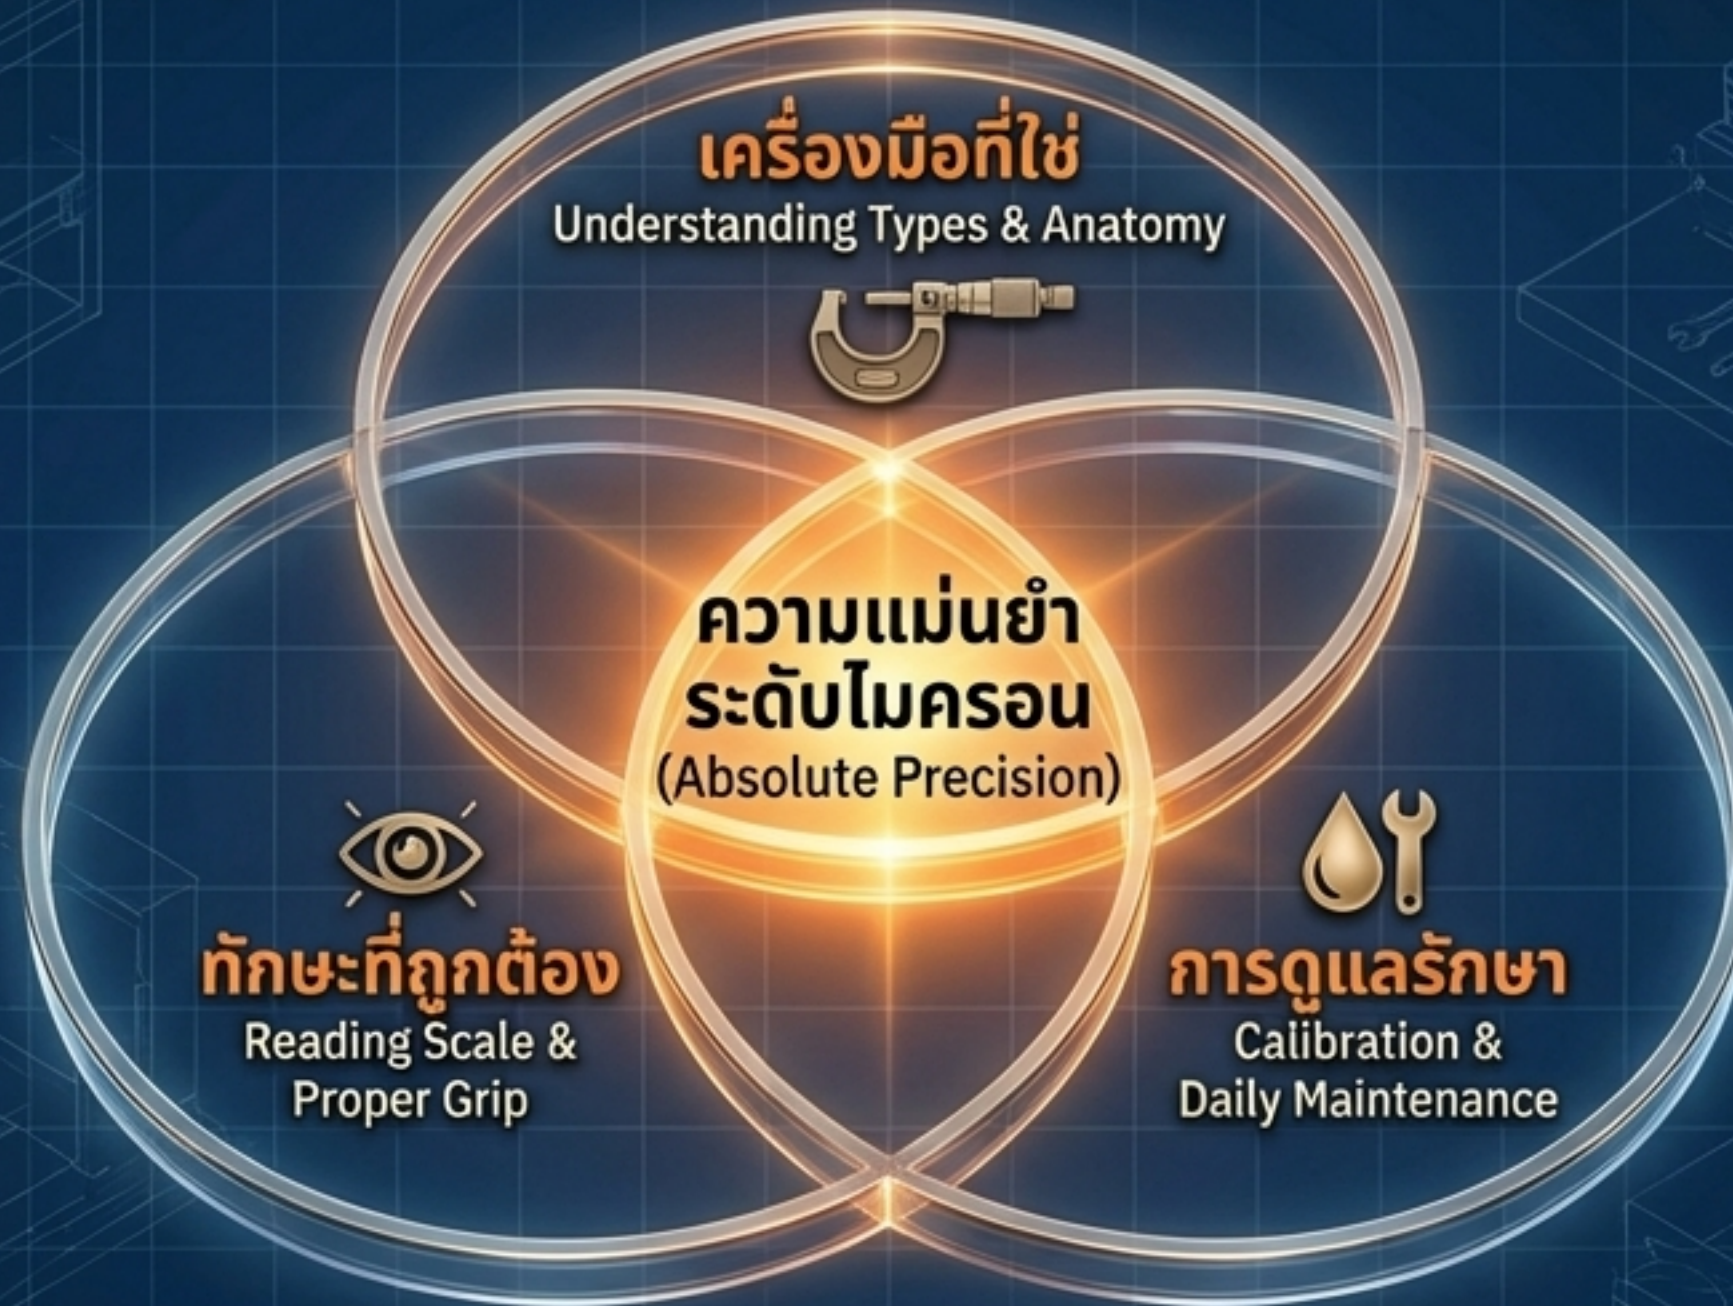 เครื่องมือที่ใช่
Understanding Types & Anatomy
ความแม่นยำ
ระดับไมครอน
(Absolute Precision)
ทักษะที่ถูกต้อง
Reading Scale &
Proper Grip
การดูแลรักษา
Calibration &
Daily Maintenance